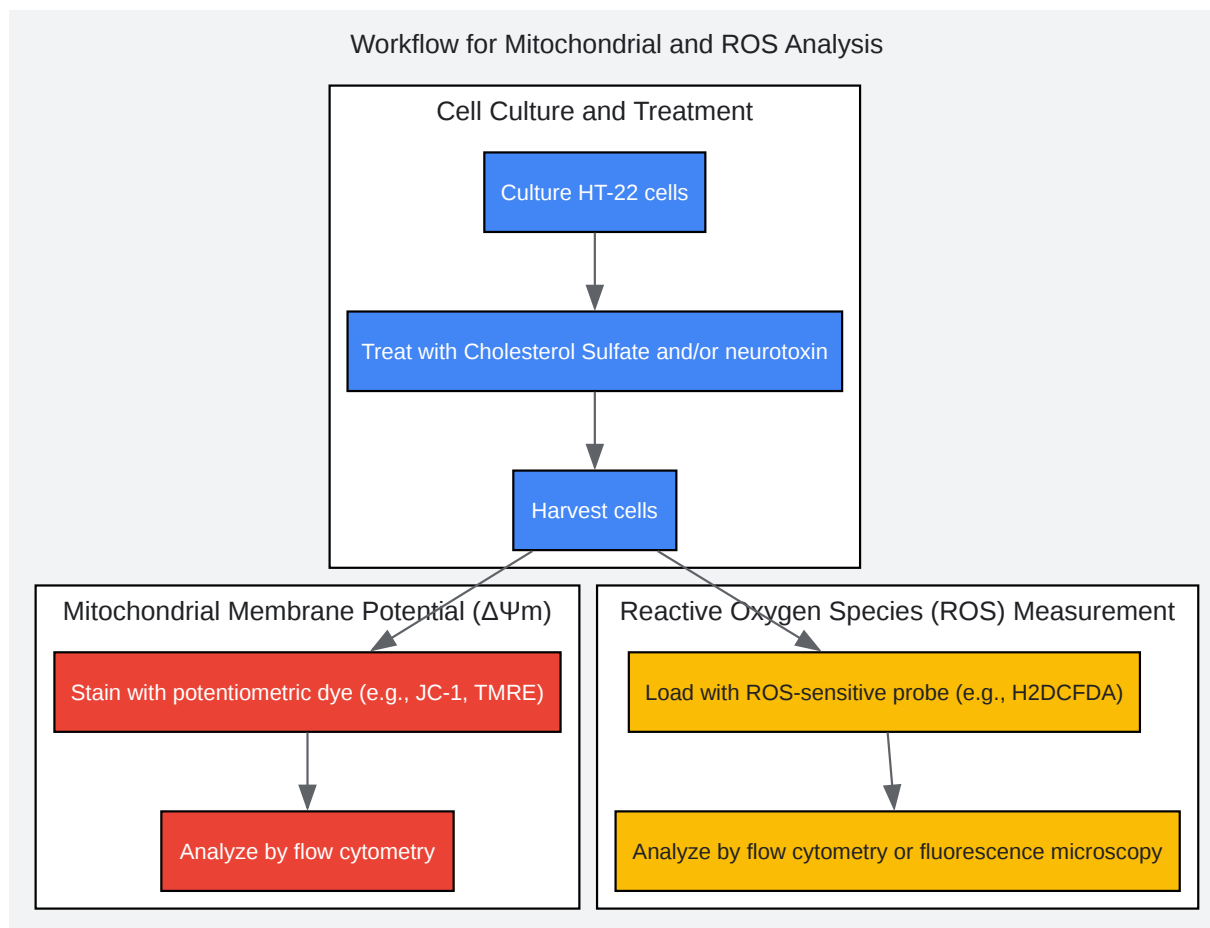 Workflow for Mitochondrial and ROS Analysis
Cell Culture and Treatment
Culture HT-22 cells
Treat with Cholesterol Sulfate and/or neurotoxin
Harvest cells
Mitochondrial Membrane Potential (ΔΨm)
Stain with potentiometric dye (e.g., JC-1, TMRE)
Analyze by flow cytometry
Reactive Oxygen Species (ROS) Measurement
Load with ROS-sensitive probe (e.g., H2DCFDA)
Analyze by flow cytometry or fluorescence microscopy